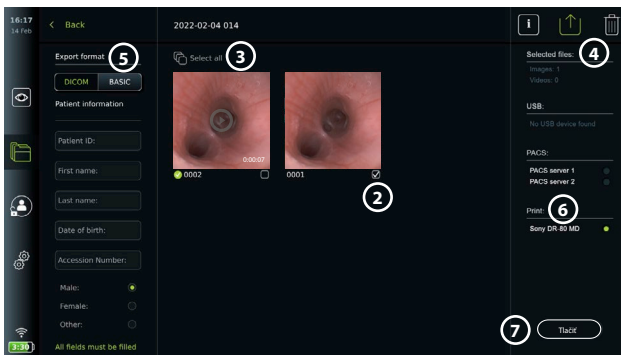 16:17
14 Feb
3:30
Back
Export format
5
DICOM
BASIC
Patient information
Patient ID:
First name:
Last name:
Date of birth:
Accession Number:
Male:
Female:
Other:
All fields must be filled
2022-02-04 014
Select all
3
0:00:07
0002
0001
2
i
Selected files:
4
Images: 1
Videos: 0
USB:
No USB device found
PACS:
PACS server 1
PACS server 2
Print:
6
Sony DR-80 MD
7
Tlačiť